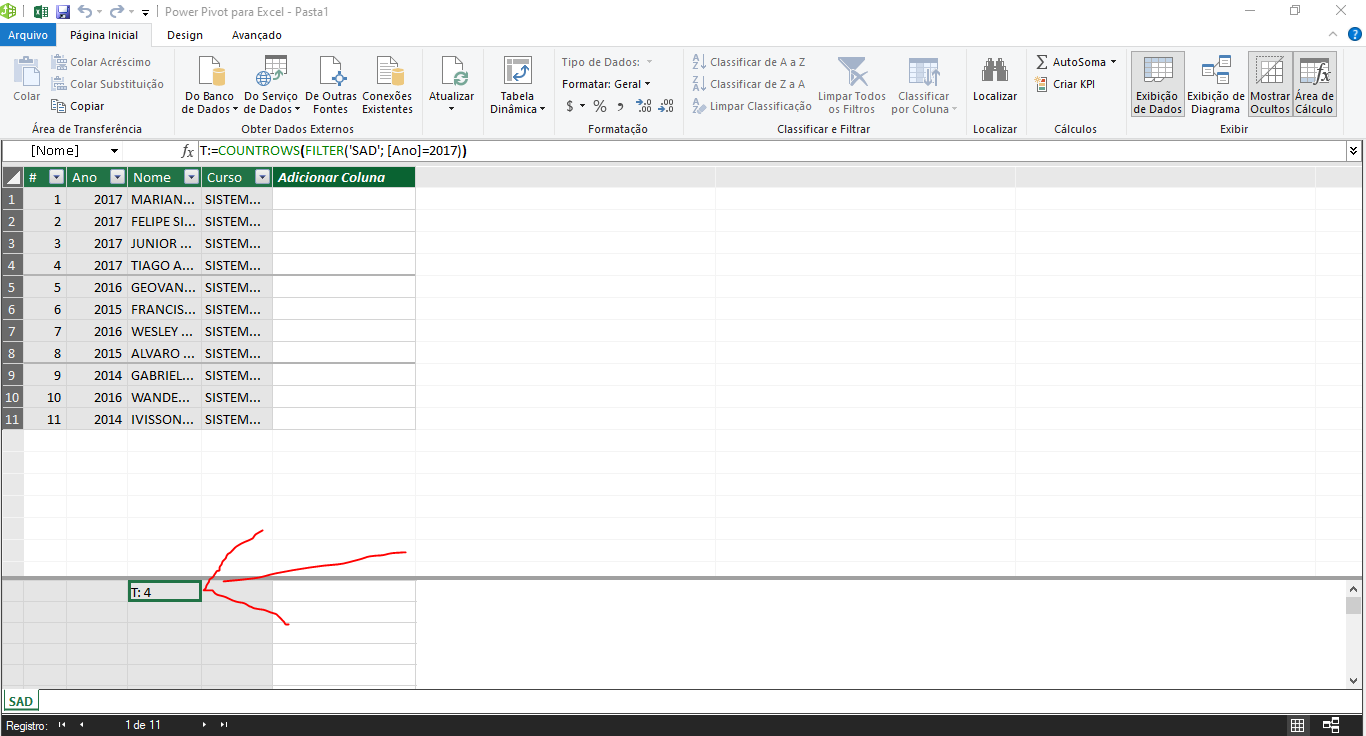 Power Pivot para Excel - Pasta1
Arquivo Página Inicial Design Avançado
Colar
Colar Acréscimo
Colar Substituição
Copiar
Área de Transferência
Do Banco de Dados
Do Serviço de Dados
De Outras Fontes
Conexões Existentes
Obter Dados Externos
Atualizar
Tabela Dinâmica
Tipo de Dados:
Formatar: Geral
$ % ,
Formatação
Classificar de A a Z
Classificar de Z a A
Limpar Classificação
Limpar Todos os Filtros
Classificar por Coluna
Classificar e Filtrar
Localizar
Localizar
AutoSoma
Criar KPI
Cálculos
Exibição de Dados
Exibição de Diagrama
Mostrar Ocultos
Área de Cálculo
Exibir
[Nome] fx T:=COUNTROWS(FILTER('SAD'; [Ano]=2017))
# Ano Nome Curso Adicionar Coluna
1 1 2017 MARIAN... SISTEM...
2 2 2017 FELIPE SI... SISTEM...
3 3 2017 JUNIOR ... SISTEM...
4 4 2017 TIAGO A... SISTEM...
5 5 2016 GEOVAN... SISTEM...
6 6 2015 FRANCIS... SISTEM...
7 7 2016 WESLEY ... SISTEM...
8 8 2015 ALVARO ... SISTEM...
9 9 2014 GABRIEL... SISTEM...
10 10 2016 WANDE... SISTEM...
11 11 2014 IVISSON... SISTEM...
T: 4
SAD
Registro: 1 de 11